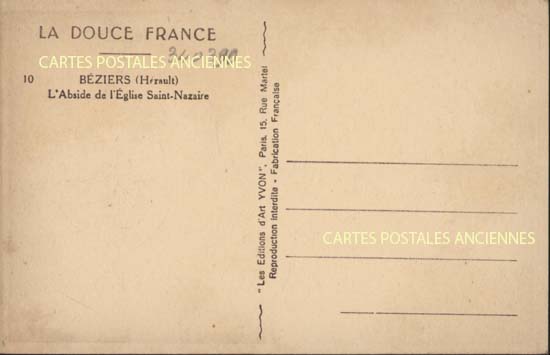 LA DOUCE FRANCE
CARTES POSTALES ANCIENNES
10 BÉZIERS (Hérault)
L'Abside de l'Église Saint-Nazaire
"Les Editions d'Art YVON", Paris, 15, Rue Martel
Reproduction interdite - Fabrication Française
CARTES POSTALES ANCIENNES